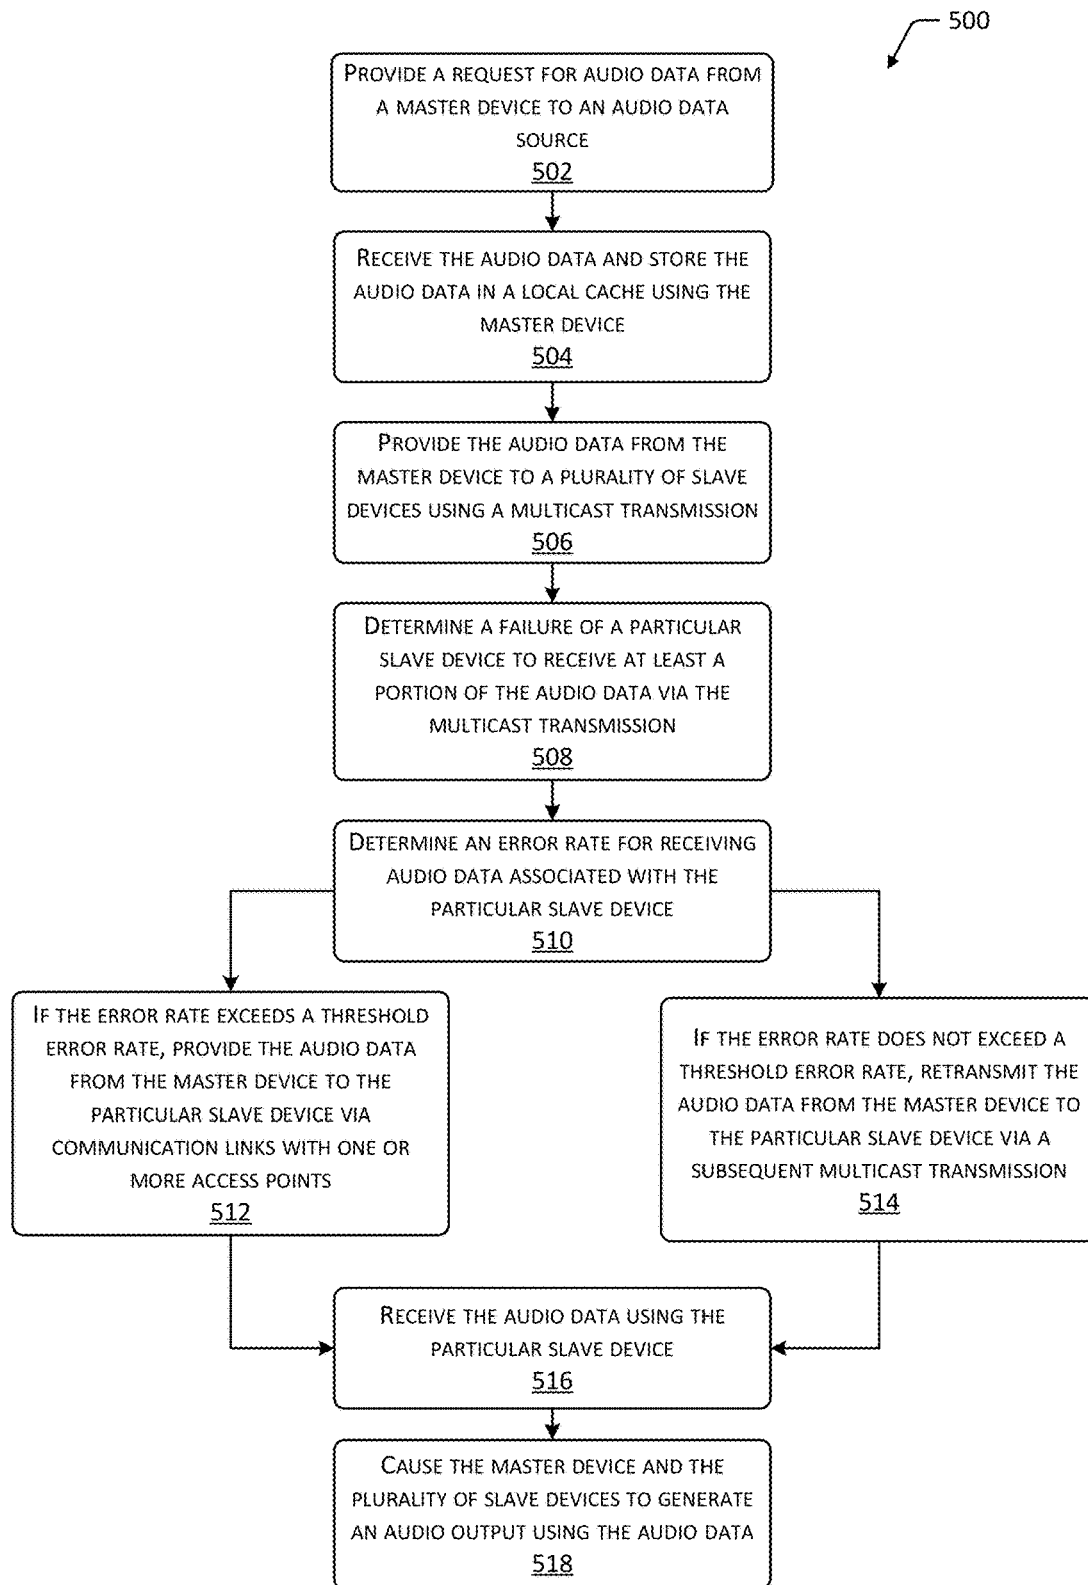 500
PROVIDE A REQUEST FOR AUDIO DATA FROM
A MASTER DEVICE TO AN AUDIO DATA
SOURCE
502
RECEIVE THE AUDIO DATA AND STORE THE
AUDIO DATA IN A LOCAL CACHE USING THE
MASTER DEVICE
504
PROVIDE THE AUDIO DATA FROM THE
MASTER DEVICE TO A PLURALITY OF SLAVE
DEVICES USING A MULTICAST TRANSMISSION
506
DETERMINE A FAILURE OF A PARTICULAR
SLAVE DEVICE TO RECEIVE AT LEAST A
PORTION OF THE AUDIO DATA VIA THE
MULTICAST TRANSMISSION
508
DETERMINE AN ERROR RATE FOR RECEIVING
AUDIO DATA ASSOCIATED WITH THE
PARTICULAR SLAVE DEVICE
510
IF THE ERROR RATE EXCEEDS A THRESHOLD
ERROR RATE, PROVIDE THE AUDIO DATA
FROM THE MASTER DEVICE TO THE
PARTICULAR SLAVE DEVICE VIA
COMMUNICATION LINKS WITH ONE OR
MORE ACCESS POINTS
512
IF THE ERROR RATE DOES NOT EXCEED A
THRESHOLD ERROR RATE, RETRANSMIT THE
AUDIO DATA FROM THE MASTER DEVICE TO
THE PARTICULAR SLAVE DEVICE VIA A
SUBSEQUENT MULTICAST TRANSMISSION
514
RECEIVE THE AUDIO DATA USING THE
PARTICULAR SLAVE DEVICE
516
CAUSE THE MASTER DEVICE AND THE
PLURALITY OF SLAVE DEVICES TO GENERATE
AN AUDIO OUTPUT USING THE AUDIO DATA
518